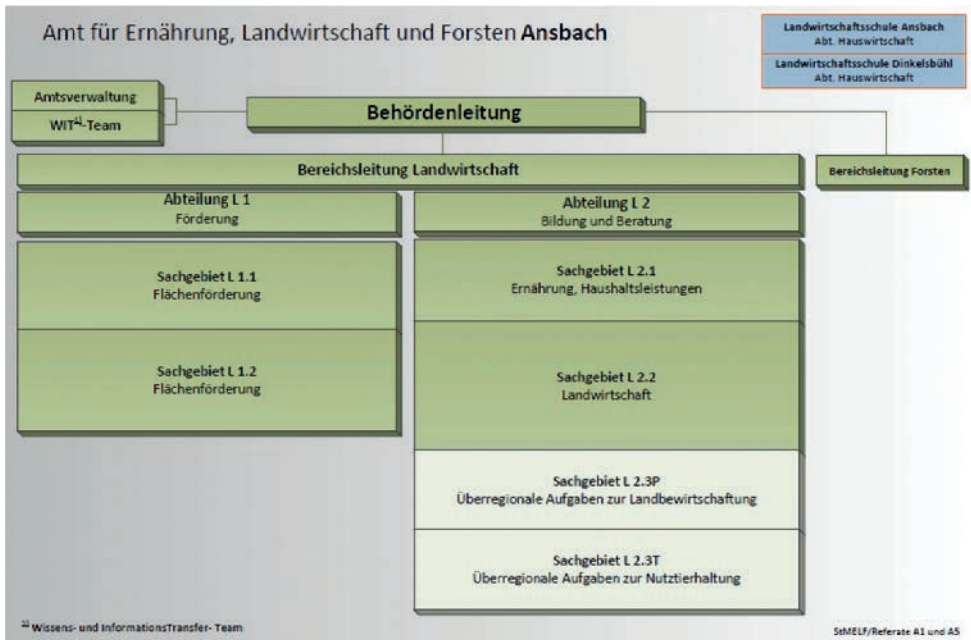 Amt für Ernährung, Landwirtschaft und Forsten Ansbach
Landwirtschaftsschule Ansbach
Abt. Hauswirtschaft
Landwirtschaftsschule Dinkelsbühl
Abt. Hauswirtschaft
Amtsverwaltung
WIT¹⁾-Team
Behördenleitung
Bereichsleitung Landwirtschaft
Bereichsleitung Forsten
Abteilung L 1
Förderung
Abteilung L 2
Bildung und Beratung
Sachgebiet L 1.1
Flächenförderung
Sachgebiet L 2.1
Ernährung, Haushaltsleistungen
Sachgebiet L 1.2
Flächenförderung
Sachgebiet L 2.2
Landwirtschaft
Sachgebiet L 2.3P
Überregionale Aufgaben zur Landbewirtschaftung
Sachgebiet L 2.3T
Überregionale Aufgaben zur Nutztierhaltung
¹⁾ Wissens- und InformationsTransfer- Team
StMELF/Referate A1 und A5